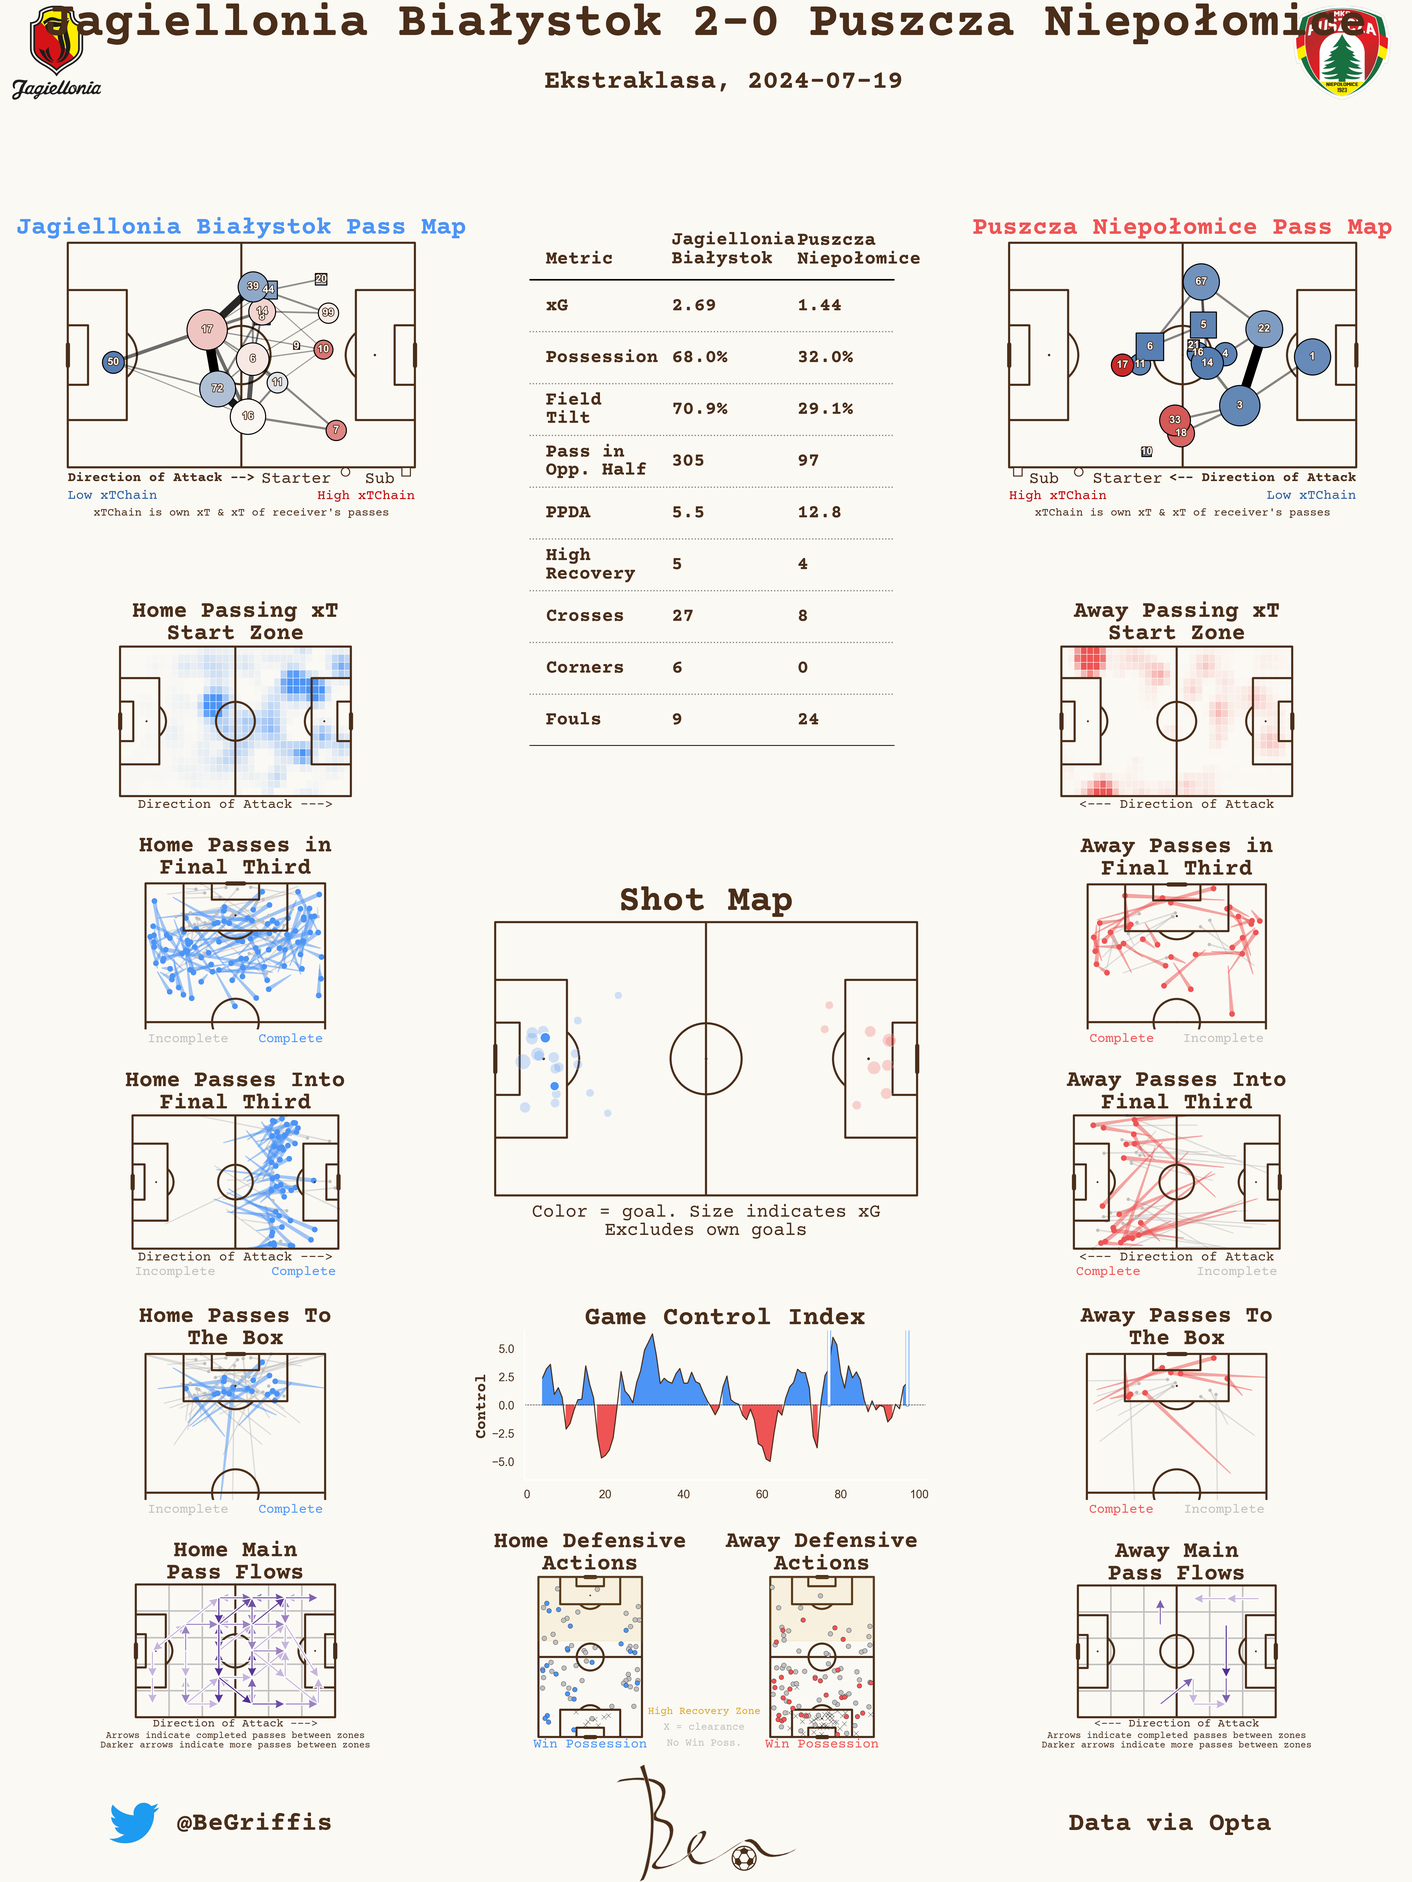 Jagiellonia Białystok 2-0 Puszcza Niepołomice
Ekstraklasa, 2024-07-19
Jagiellonia
MKS
PUSZCZA
NIEPOŁOMICE
1923
Jagiellonia Białystok Pass Map
39
44
20
14
8
99
17
6
9
10
50
72
11
16
7
Direction of Attack --> Starter Sub
Low xTChain High xTChain
xTChain is own xT & xT of receiver's passes
Metric Jagiellonia Białystok Puszcza Niepołomice
xG 2.69 1.44
Possession 68.0% 32.0%
Field Tilt 70.9% 29.1%
Pass in Opp. Half 305 97
PPDA 5.5 12.8
High Recovery 5 4
Crosses 27 8
Corners 6 0
Fouls 9 24
Puszcza Niepołomice Pass Map
67
5
22
6
21
16
4
14
17
11
1
3
33
18
10
Sub Starter <-- Direction of Attack
High xTChain Low xTChain
xTChain is own xT & xT of receiver's passes
Home Passing xT
Start Zone
Direction of Attack --->
Away Passing xT
Start Zone
<--- Direction of Attack
Home Passes in
Final Third
Incomplete Complete
Away Passes in
Final Third
Complete Incomplete
Shot Map
Color = goal. Size indicates xG
Excludes own goals
Home Passes Into
Final Third
Direction of Attack --->
Incomplete Complete
Away Passes Into
Final Third
<--- Direction of Attack
Complete Incomplete
Home Passes To
The Box
Incomplete Complete
Game Control Index
Control
5.0
2.5
0.0
−2.5
−5.0
0 20 40 60 80 100
Away Passes To
The Box
Complete Incomplete
Home Main
Pass Flows
Direction of Attack --->
Arrows indicate completed passes between zones
Darker arrows indicate more passes between zones
Home Defensive
Actions
Win Possession
High Recovery Zone
X = clearance
No Win Poss.
Away Defensive
Actions
Win Possession
Away Main
Pass Flows
<--- Direction of Attack
Arrows indicate completed passes between zones
Darker arrows indicate more passes between zones
@BeGriffis
Data via Opta